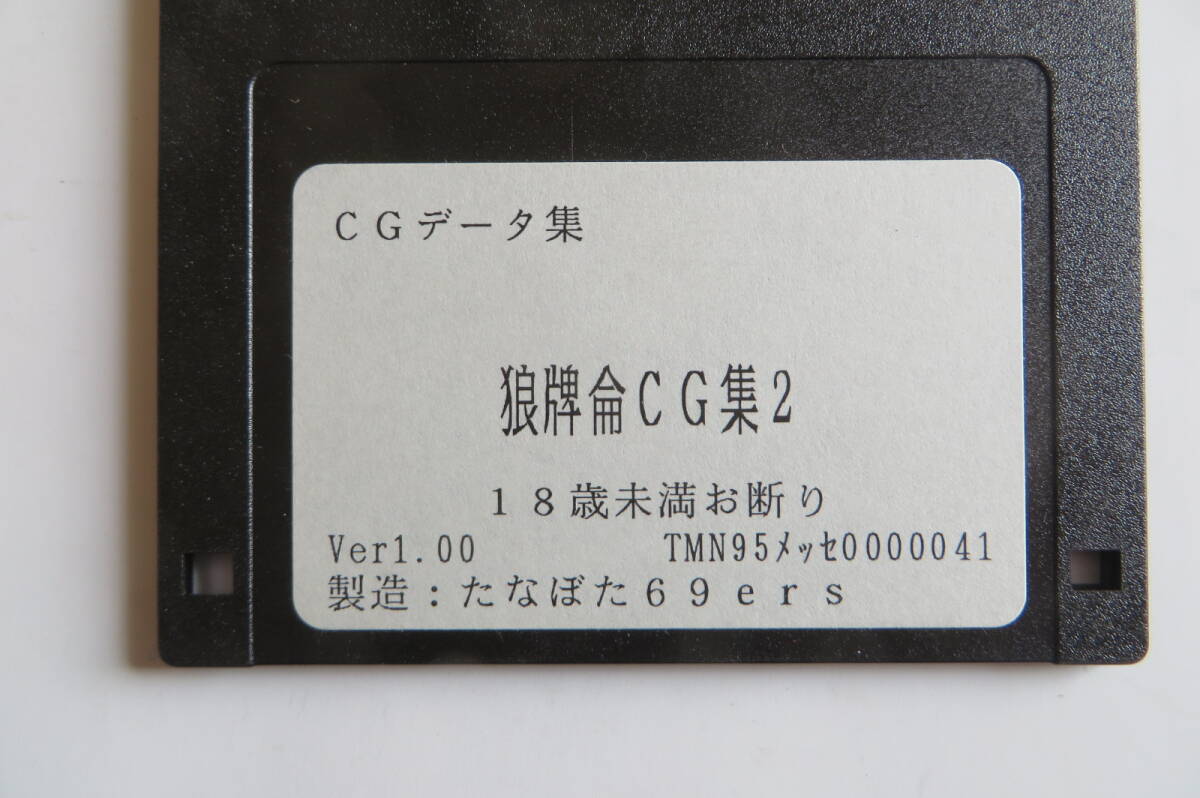 ＣＧデータ集
狼牌侖ＣＧ集２
１８歳未満お断り
Ver1.00 TMN95ﾒｯｾ0000041
製造：たなぼた６９ｅｒｓ